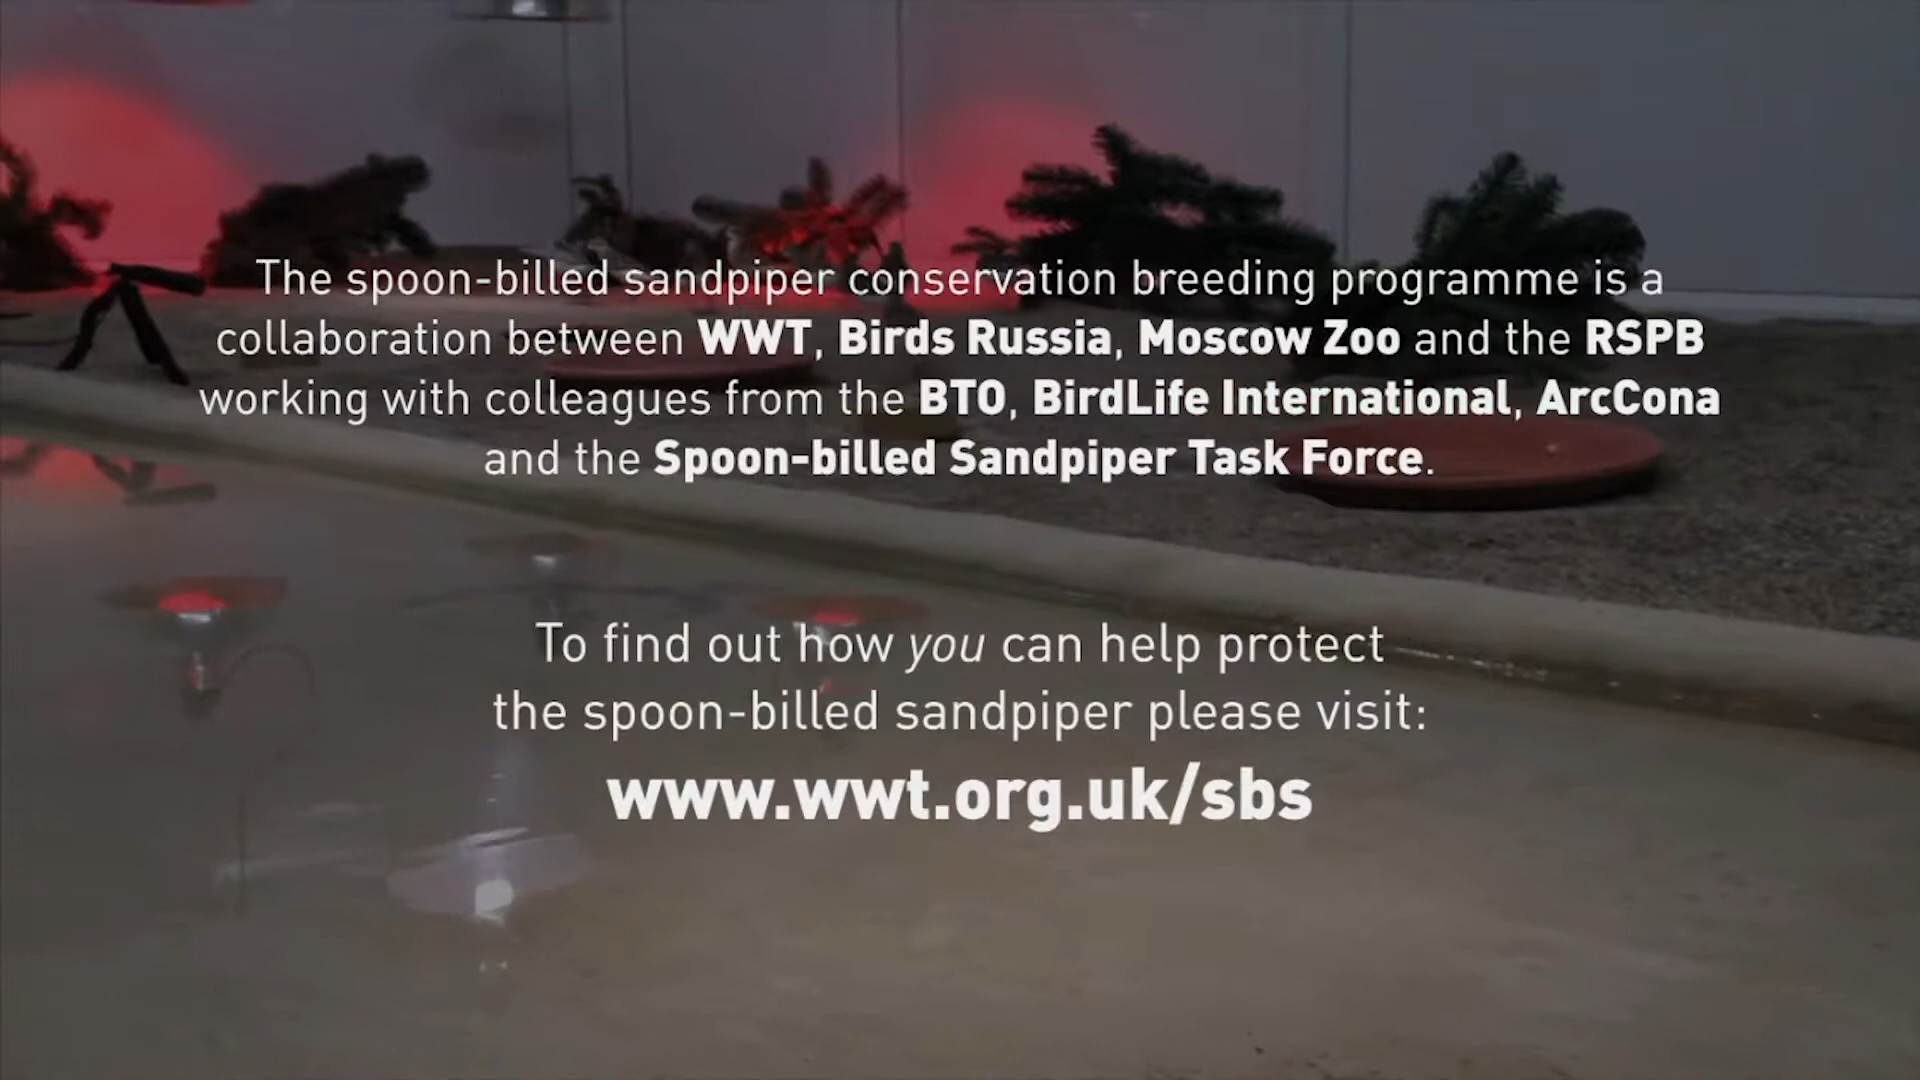 The spoon-billed sandpiper conservation breeding programme is a
collaboration between WWT, Birds Russia, Moscow Zoo and the RSPB
working with colleagues from the BTO, BirdLife International, ArcCona
and the Spoon-billed Sandpiper Task Force.
To find out how you can help protect
the spoon-billed sandpiper please visit:
www.wwt.org.uk/sbs